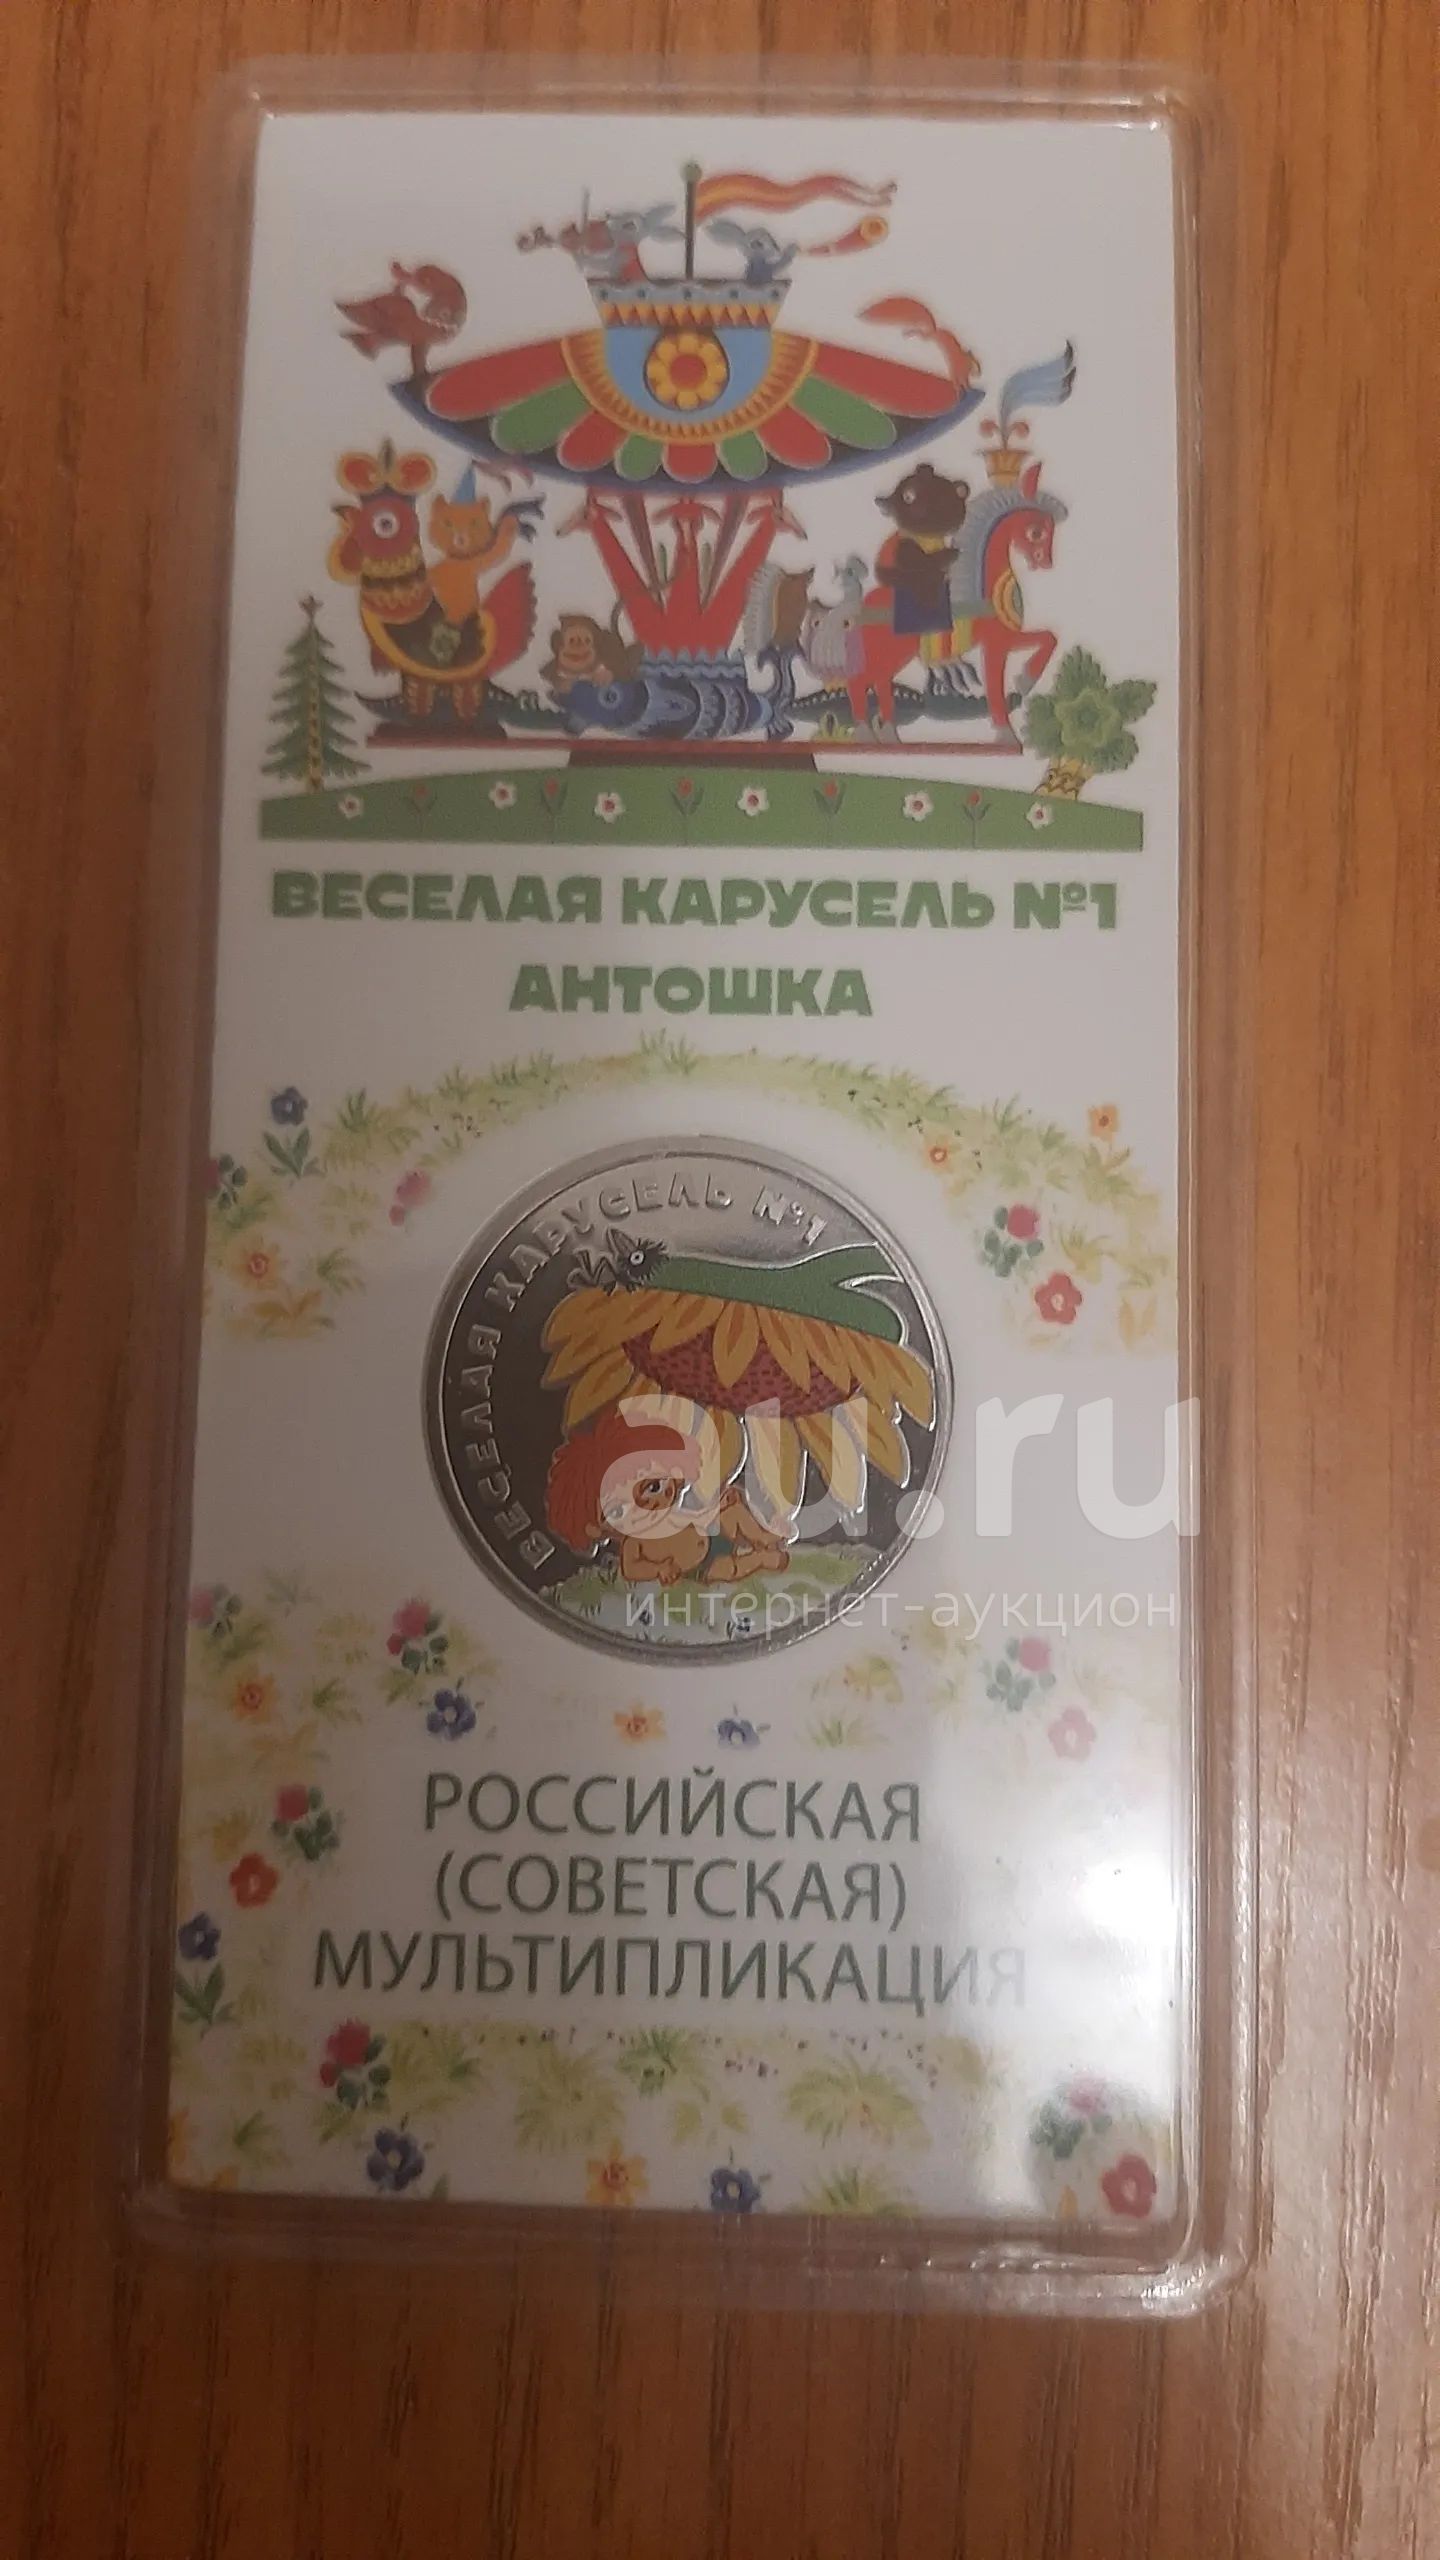 ВЕСЕЛАЯ КАРУСЕЛЬ №1
АНТОШКА
ВЕСЕЛАЯ КАРУСЕЛЬ №1
au.ru
интернет-аукцион
РОССИЙСКАЯ
(СОВЕТСКАЯ)
МУЛЬТИПЛИКАЦИЯ